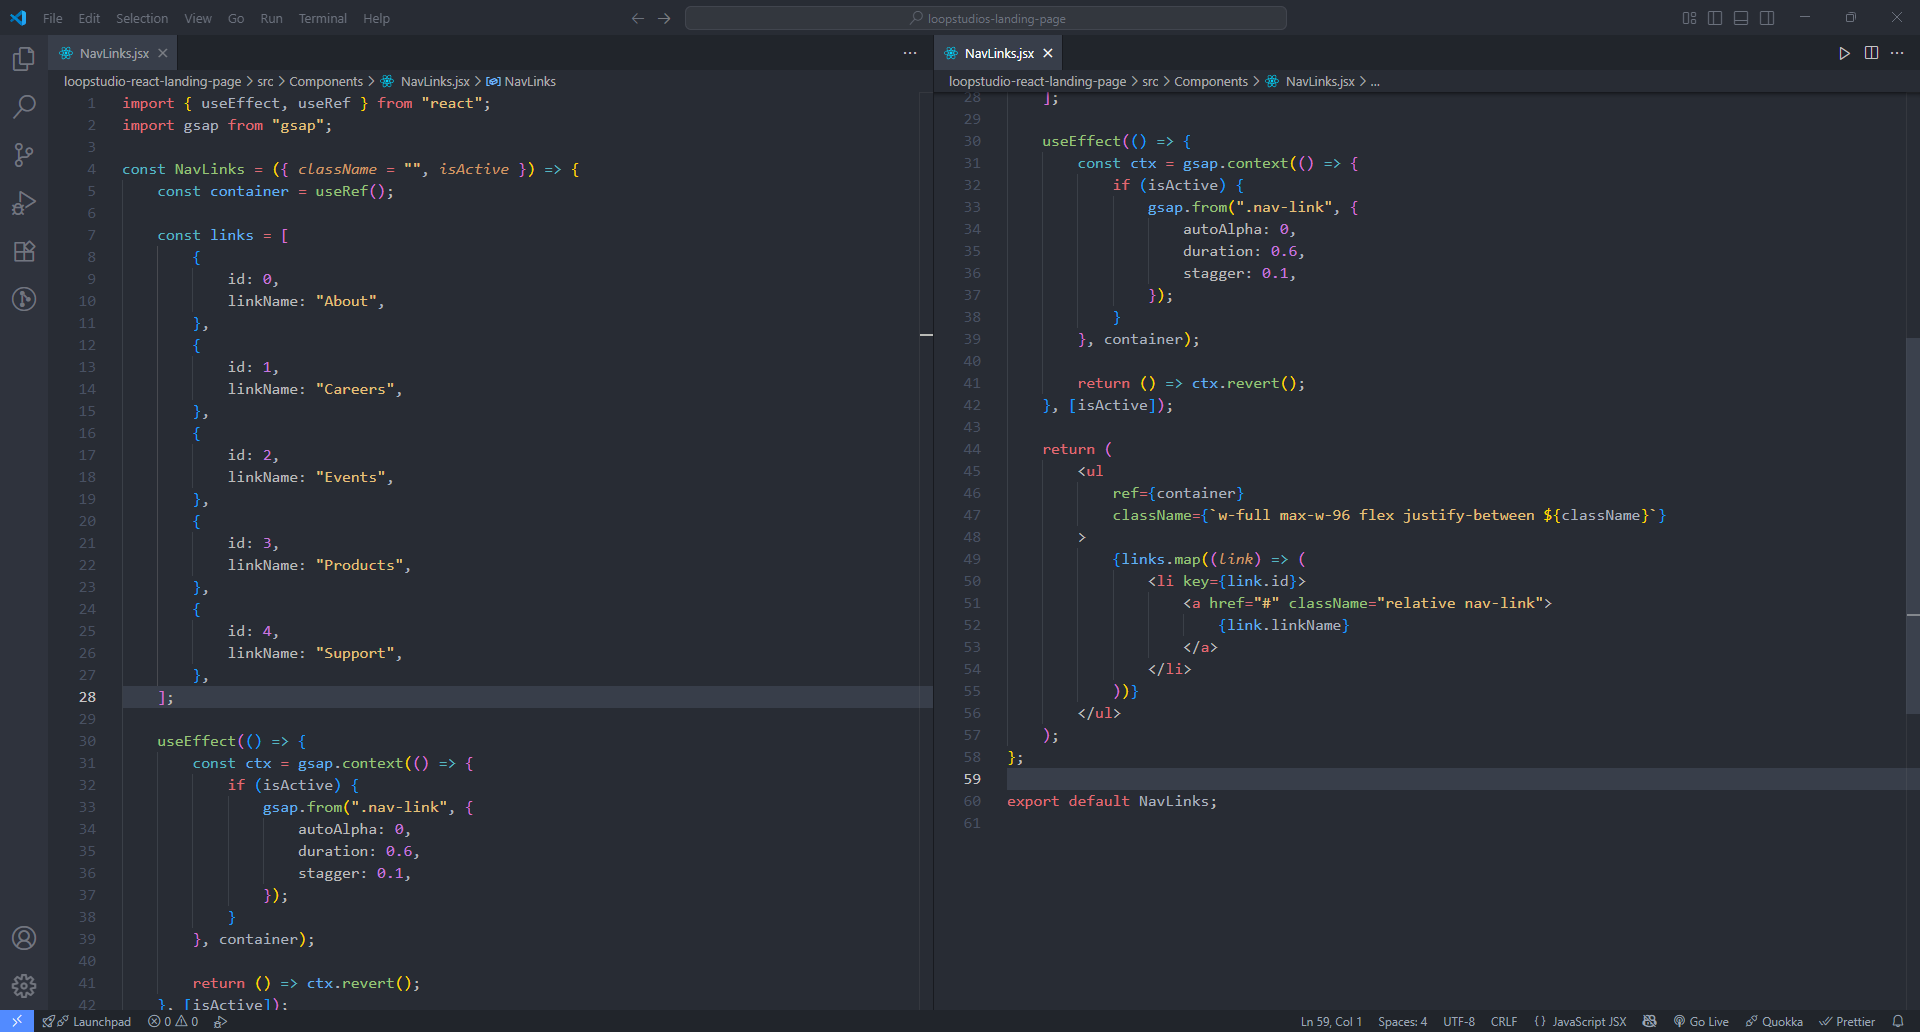 File Edit Selection View Go Run Terminal Help
loopstudios-landing-page
NavLinks.jsx
loopstudio-react-landing-page > src > Components > NavLinks.jsx > NavLinks
1 import { useEffect, useRef } from "react";
2 import gsap from "gsap";
3
4 const NavLinks = ({ className = "", isActive }) => {
5 const container = useRef();
6
7 const links = [
8 {
9 id: 0,
10 linkName: "About",
11 },
12 {
13 id: 1,
14 linkName: "Careers",
15 },
16 {
17 id: 2,
18 linkName: "Events",
19 },
20 {
21 id: 3,
22 linkName: "Products",
23 },
24 {
25 id: 4,
26 linkName: "Support",
27 },
28 ];
29
30 useEffect(() => {
31 const ctx = gsap.context(() => {
32 if (isActive) {
33 gsap.from(".nav-link", {
34 autoAlpha: 0,
35 duration: 0.6,
36 stagger: 0.1,
37 });
38 }
39 }, container);
40
41 return () => ctx.revert();
42 }, [isActive]);
NavLinks.jsx
loopstudio-react-landing-page > src > Components > NavLinks.jsx > ...
28 ];
29
30 useEffect(() => {
31 const ctx = gsap.context(() => {
32 if (isActive) {
33 gsap.from(".nav-link", {
34 autoAlpha: 0,
35 duration: 0.6,
36 stagger: 0.1,
37 });
38 }
39 }, container);
40
41 return () => ctx.revert();
42 }, [isActive]);
43
44 return (
45 <ul
46 ref={container}
47 className={`w-full max-w-96 flex justify-between ${className}`}
48 >
49 {links.map((link) => (
50 <li key={link.id}>
51 <a href="#" className="relative nav-link">
52 {link.linkName}
53 </a>
54 </li>
55 ))}
56 </ul>
57 );
58 };
59
60 export default NavLinks;
61
Launchpad 0 0
Ln 59, Col 1 Spaces: 4 UTF-8 CRLF {} JavaScript JSX Go Live Quokka Prettier